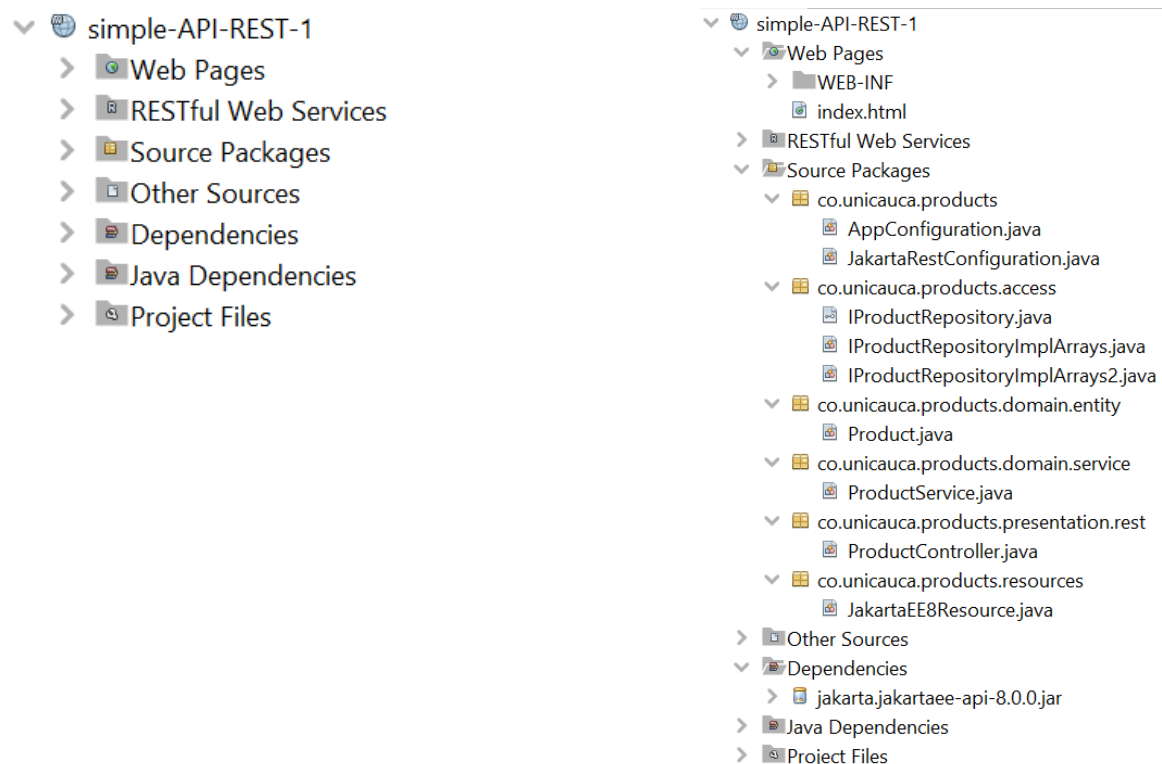 simple-API-REST-1
Web Pages
RESTful Web Services
Source Packages
Other Sources
Dependencies
Java Dependencies
Project Files
simple-API-REST-1
Web Pages
WEB-INF
index.html
RESTful Web Services
Source Packages
co.unicauca.products
AppConfiguration.java
JakartaRestConfiguration.java
co.unicauca.products.access
IProductRepository.java
IProductRepositoryImplArrays.java
IProductRepositoryImplArrays2.java
co.unicauca.products.domain.entity
Product.java
co.unicauca.products.domain.service
ProductService.java
co.unicauca.products.presentation.rest
ProductController.java
co.unicauca.products.resources
JakartaEE8Resource.java
Other Sources
Dependencies
jakarta.jakartaee-api-8.0.0.jar
Java Dependencies
Project Files